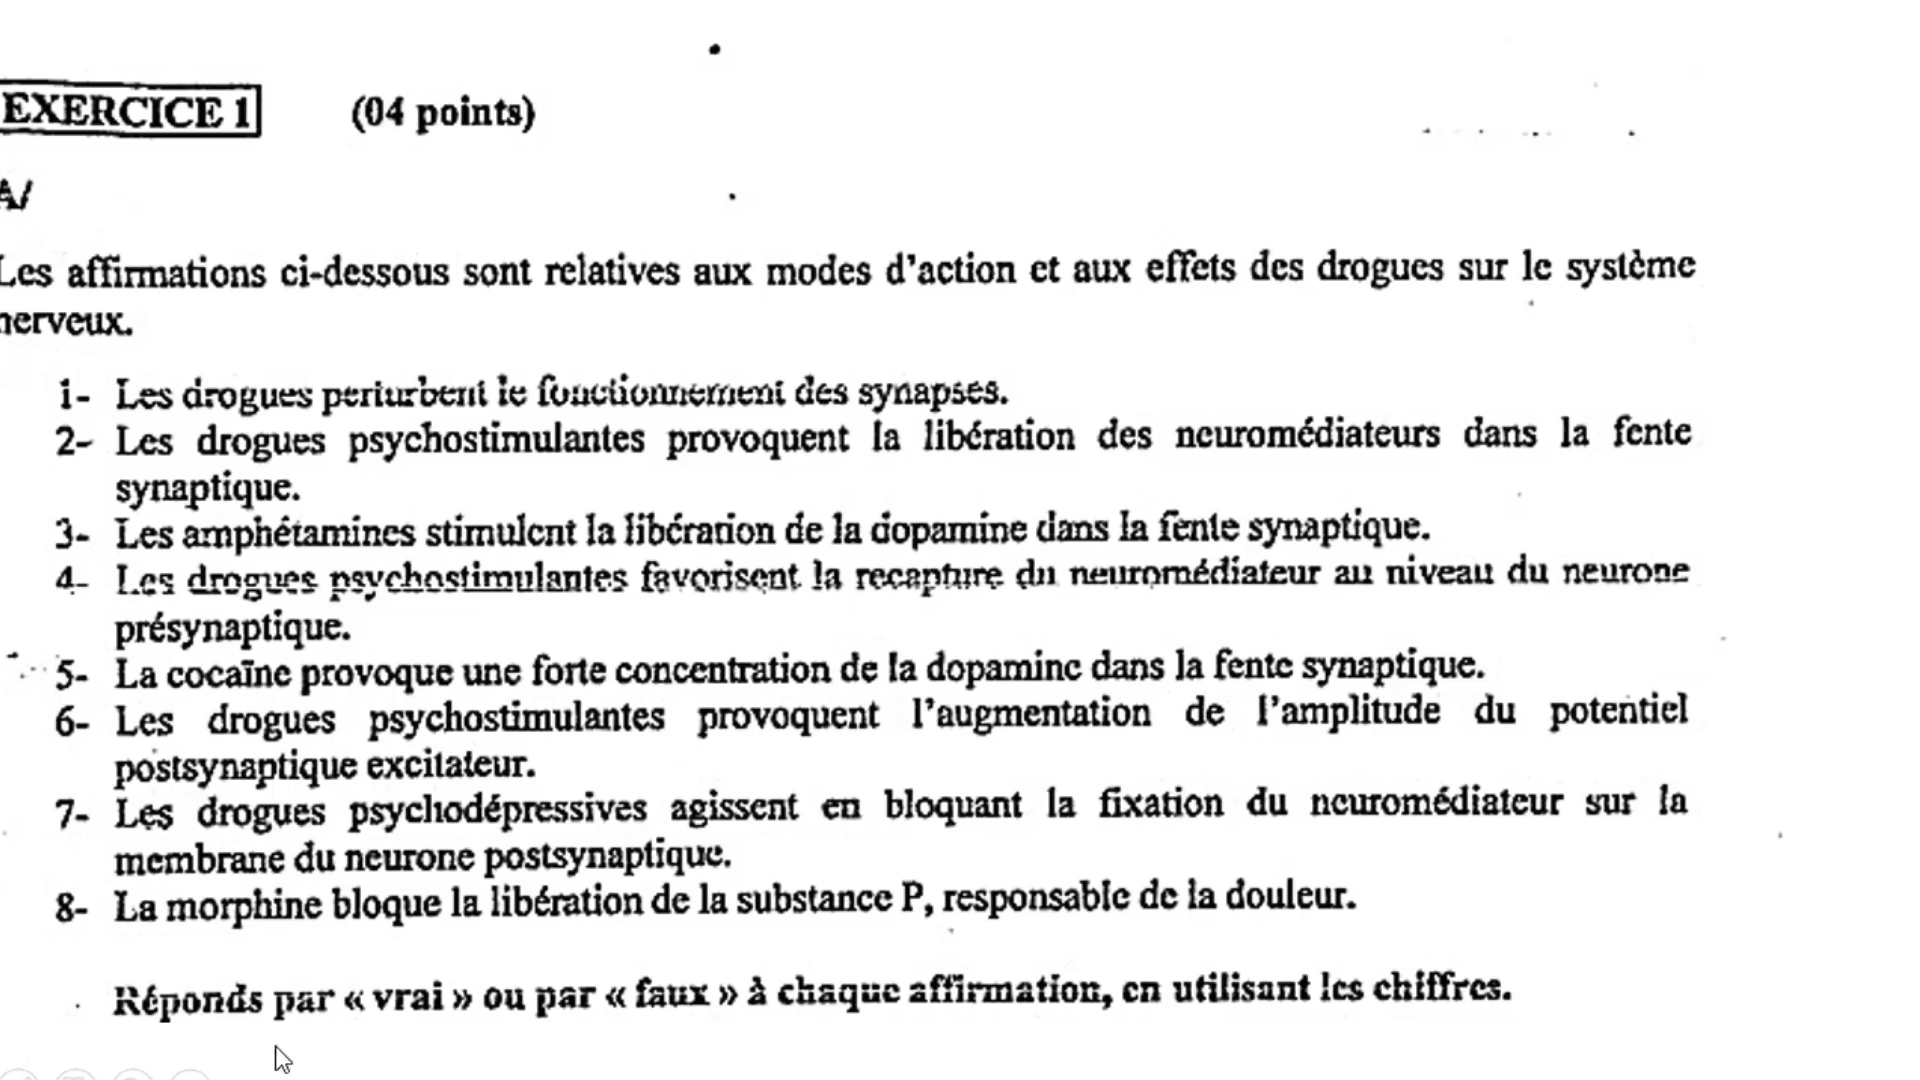 EXERCICE 1 (04 points)
A/
Les affirmations ci-dessous sont relatives aux modes d'action et aux effets des drogues sur le système
nerveux.
1- Les drogues perturbent le fonctionnement des synapses.
2- Les drogues psychostimulantes provoquent la libération des neuromédiateurs dans la fente
synaptique.
3- Les amphétamines stimulent la libération de la dopamine dans la fente synaptique.
4- Les drogues psychostimulantes favorisent la recapture du neuromédiateur au niveau du neurone
présynaptique.
5- La cocaïne provoque une forte concentration de la dopamine dans la fente synaptique.
6- Les drogues psychostimulantes provoquent l'augmentation de l'amplitude du potentiel
postsynaptique excitateur.
7- Les drogues psychodépressives agissent en bloquant la fixation du neuromédiateur sur la
membrane du neurone postsynaptique.
8- La morphine bloque la libération de la substance P, responsable de la douleur.
Réponds par « vrai » ou par « faux » à chaque affirmation, en utilisant les chiffres.